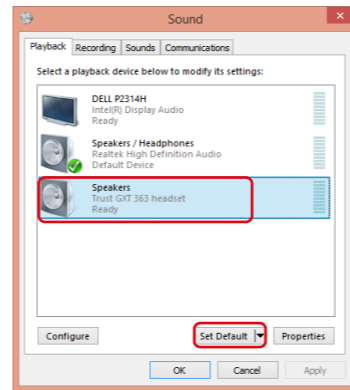 Sound
Playback Recording Sounds Communications
Select a playback device below to modify its settings:
DELL P2314H
Intel(R) Display Audio
Ready
Speakers / Headphones
Realtek High Definition Audio
Default Device
Speakers
Trust GXT 363 headset
Ready
Configure Set Default Properties
OK Cancel Apply